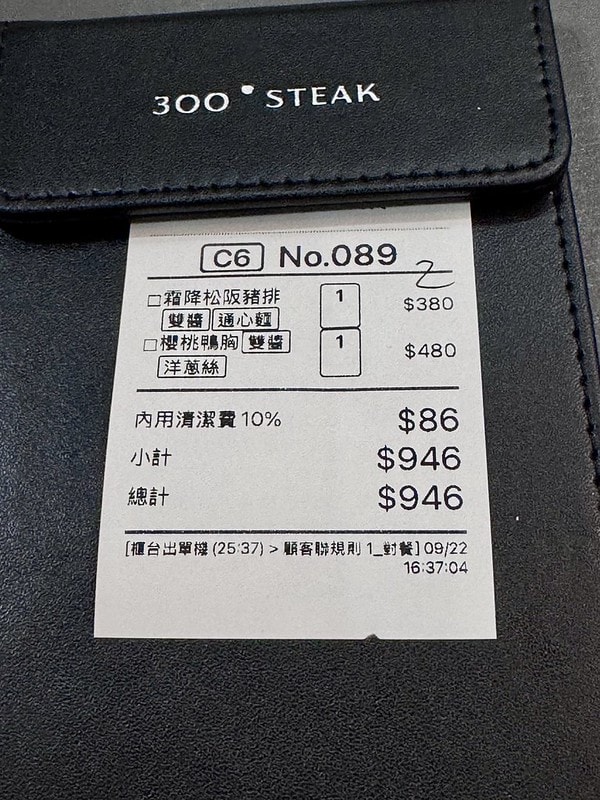 300° STEAK
C6 No.089 2
□霜降松阪豬排 1 $380
雙醬 通心麵
□櫻桃鴨胸 雙醬 1 $480
洋蔥絲
內用清潔費10% $86
小計 $946
總計 $946
[櫃台出單機 (25:37) > 顧客聯規則 1_對餐] 09/22
16:37:04